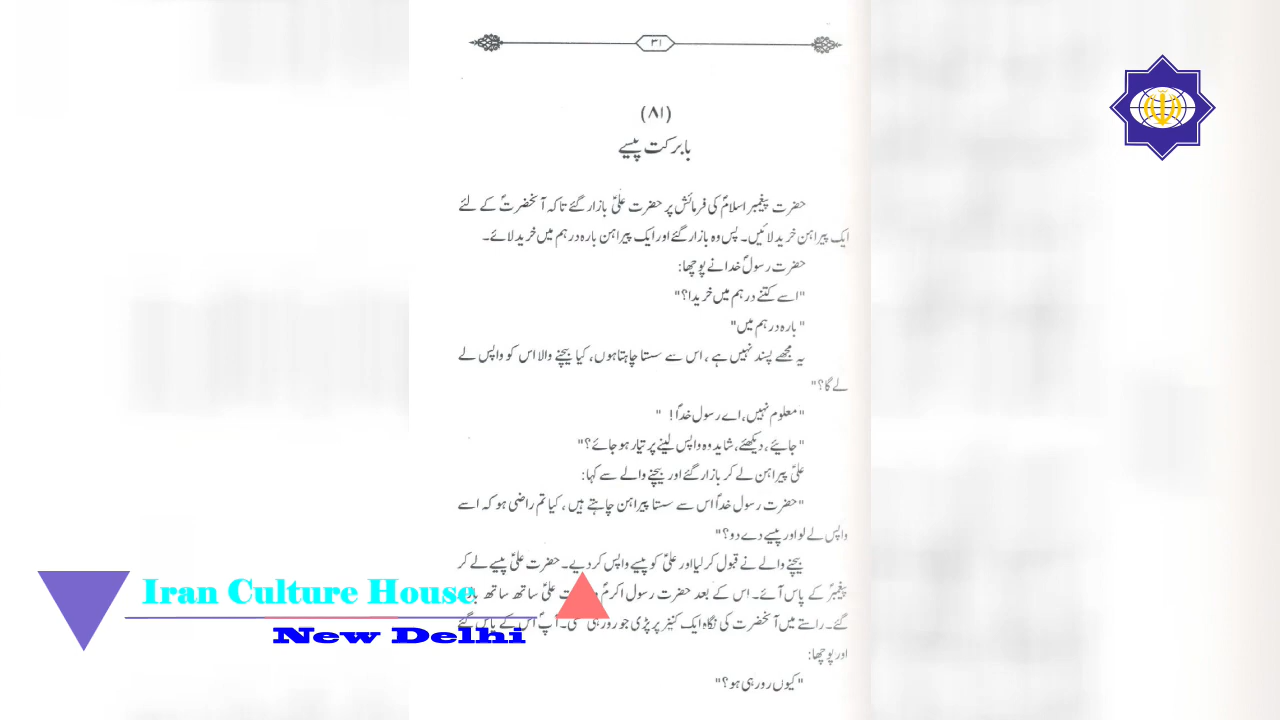 ۳۱
(۸۱)
بابرکت پیسے
حضرت پیغمبر اسلامؐ کی فرمائش پر حضرت علیؑ بازار گئے تاکہ آنحضرتؐ کے لئے
ایک پیراہن خرید لائیں۔ پس وہ بازار گئے اور ایک پیراہن بارہ درہم میں خرید لائے۔
حضرت رسولؐ خدا نے پوچھا:
"اسے کتنے درہم میں خریدا؟"
"بارہ درہم میں"
یہ مجھے پسند نہیں ہے، اس سے سستا چاہتا ہوں، کیا بیچنے والا اس کو واپس لے
لے گا؟"
"معلوم نہیں، اے رسول خداؐ! "
"جائیے، دیکھئے، شاید وہ واپس لینے پر تیار ہو جائے؟"
علیؑ پیراہن لے کر بازار گئے اور بیچنے والے سے کہا:
"حضرت رسول خداؐ اس سے سستا پیراہن چاہتے ہیں، کیا تم راضی ہو کہ اسے
واپس لے لو اور پیسے دے دو؟"
بیچنے والے نے قبول کر لیا اور علیؑ کو پیسے واپس کر دیے۔ حضرت علیؑ پیسے لے کر
پیغمبرؐ کے پاس آئے۔ اس کے بعد حضرت رسول اکرمؐ علیؑ ساتھ ساتھ
گئے۔ راستے میں آنحضرت کی نگاہ ایک کنیز پر پڑی جو رو رہی تھی۔ آپؐ اس کے پاس گئے
اور پوچھا:
"کیوں رو رہی ہو؟"
Iran Culture House
New Delhi